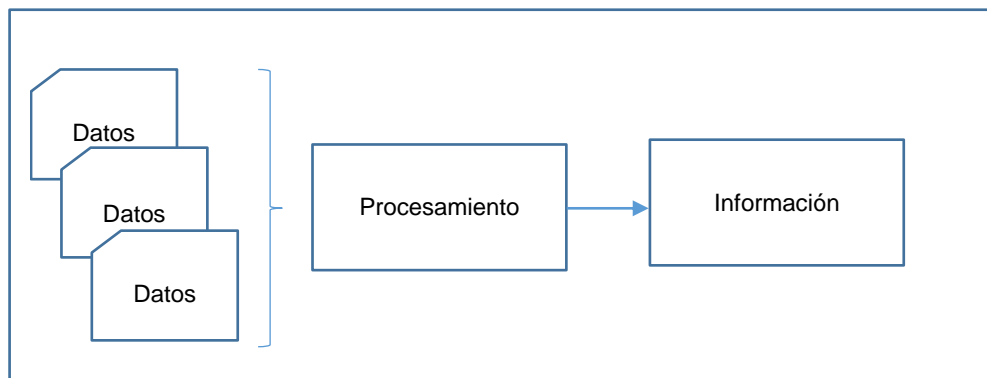 Datos
Datos
Datos
Procesamiento
Información